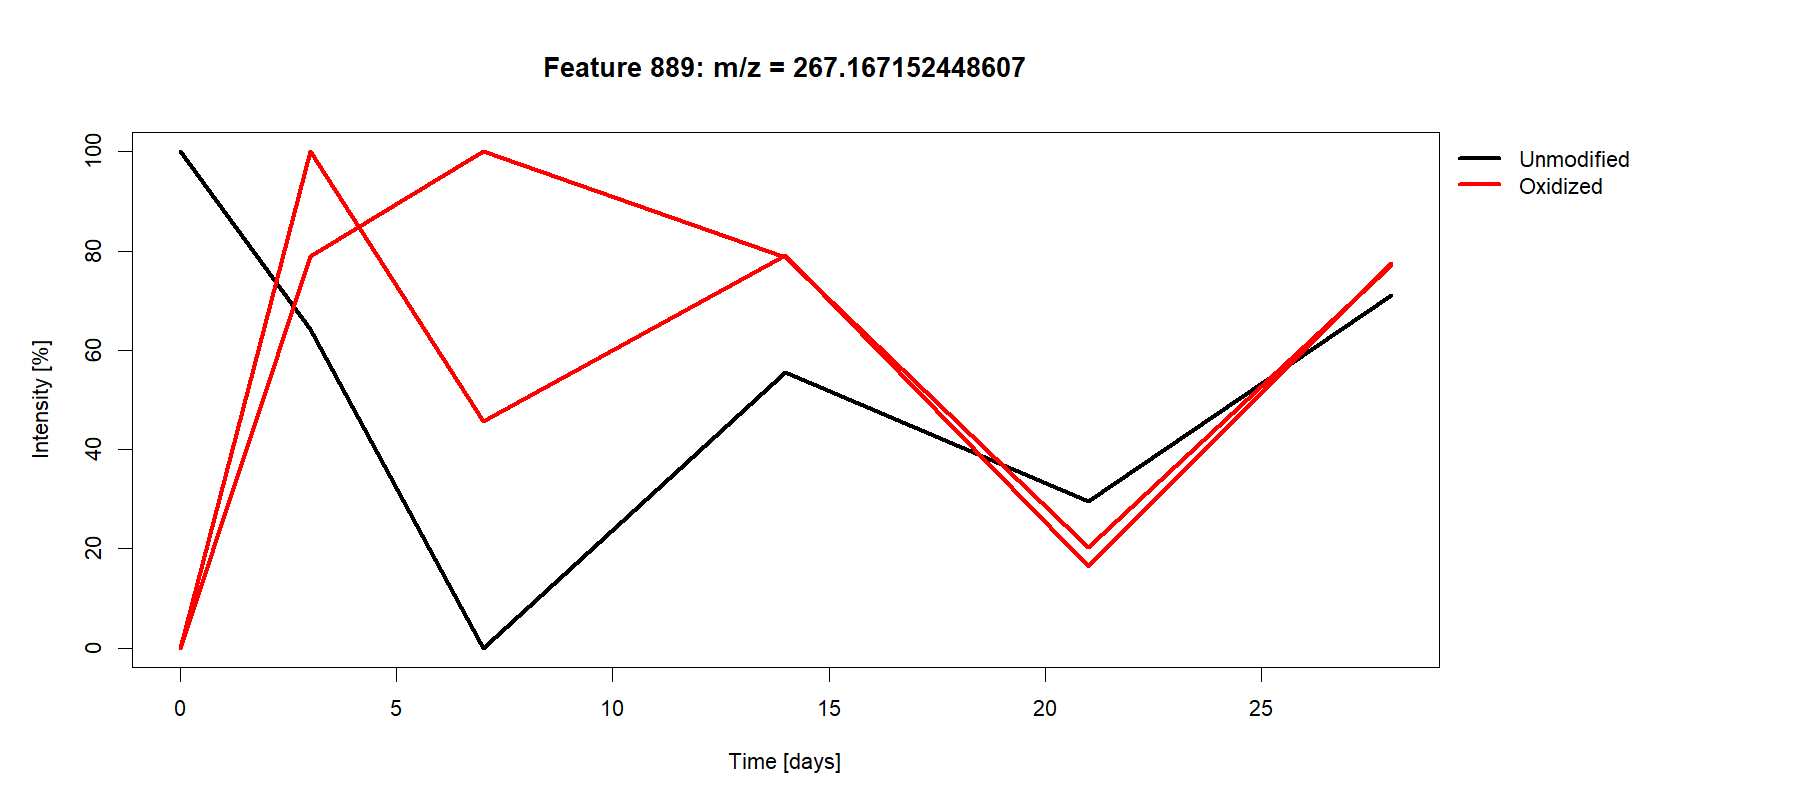 Feature 889: m/z = 267.167152448607
Unmodified
Oxidized
Intensity [%]
100
80
60
40
20
0
0 5 10 15 20 25
Time [days]